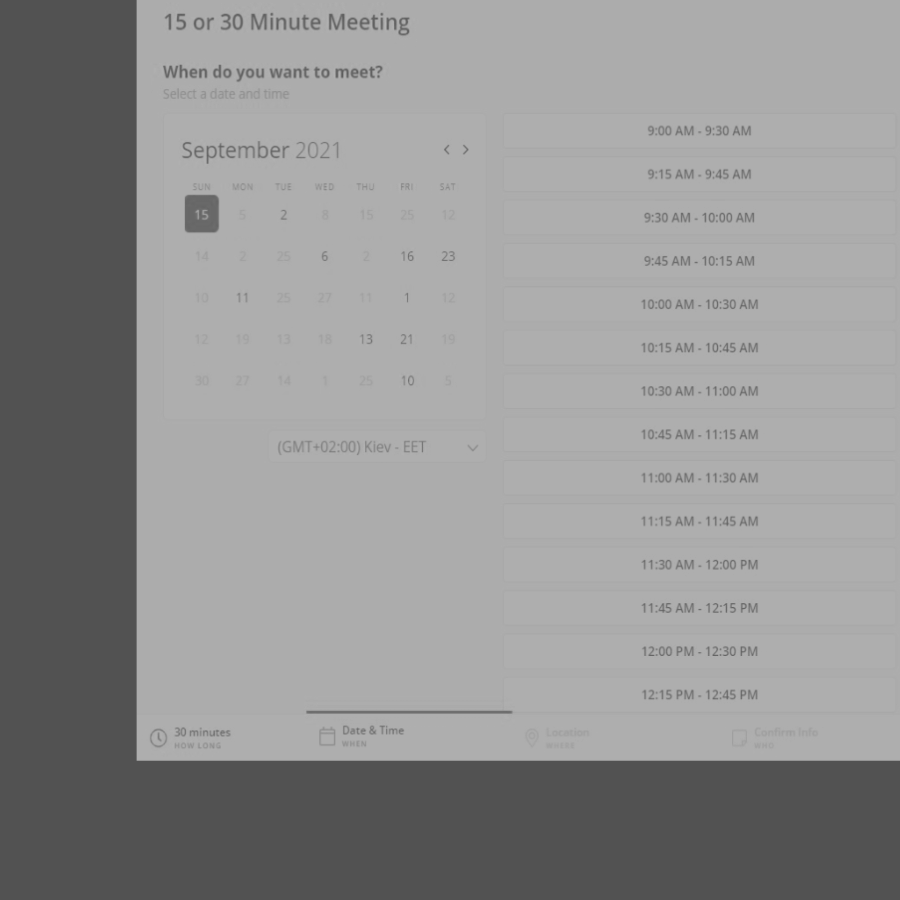 15 or 30 Minute Meeting
When do you want to meet?
Select a date and time
September 2021
SUN MON TUE WED THU FRI SAT
15 5 2 8 15 25 12
14 2 25 6 2 16 23
10 11 25 27 11 1 12
12 19 13 18 13 21 19
30 27 14 1 25 10 5
(GMT+02:00) Kiev - EET
9:00 AM - 9:30 AM
9:15 AM - 9:45 AM
9:30 AM - 10:00 AM
9:45 AM - 10:15 AM
10:00 AM - 10:30 AM
10:15 AM - 10:45 AM
10:30 AM - 11:00 AM
10:45 AM - 11:15 AM
11:00 AM - 11:30 AM
11:15 AM - 11:45 AM
11:30 AM - 12:00 PM
11:45 AM - 12:15 PM
12:00 PM - 12:30 PM
12:15 PM - 12:45 PM
30 minutes
HOW LONG
Date & Time
WHEN
Location
WHERE
Confirm Info
WHO